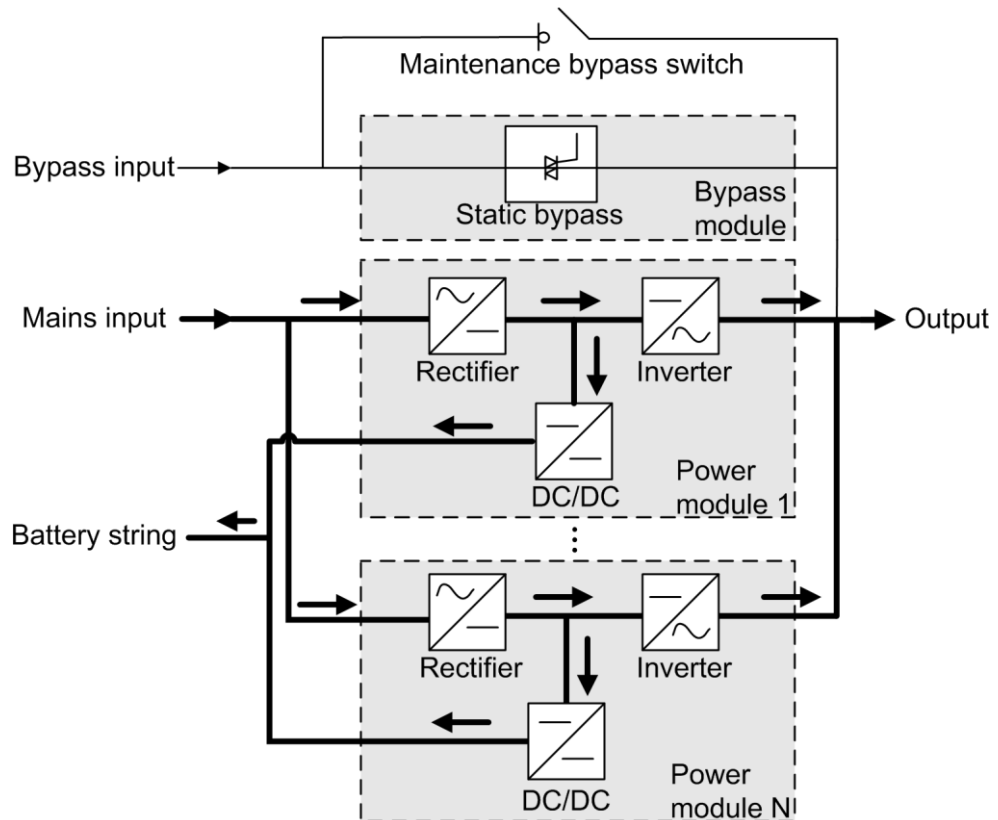 Maintenance bypass switch
Bypass input
Static bypass
Bypass
module
Mains input
Output
Rectifier
Inverter
DC/DC
Power
module 1
Battery string
Rectifier
Inverter
DC/DC
Power
module N